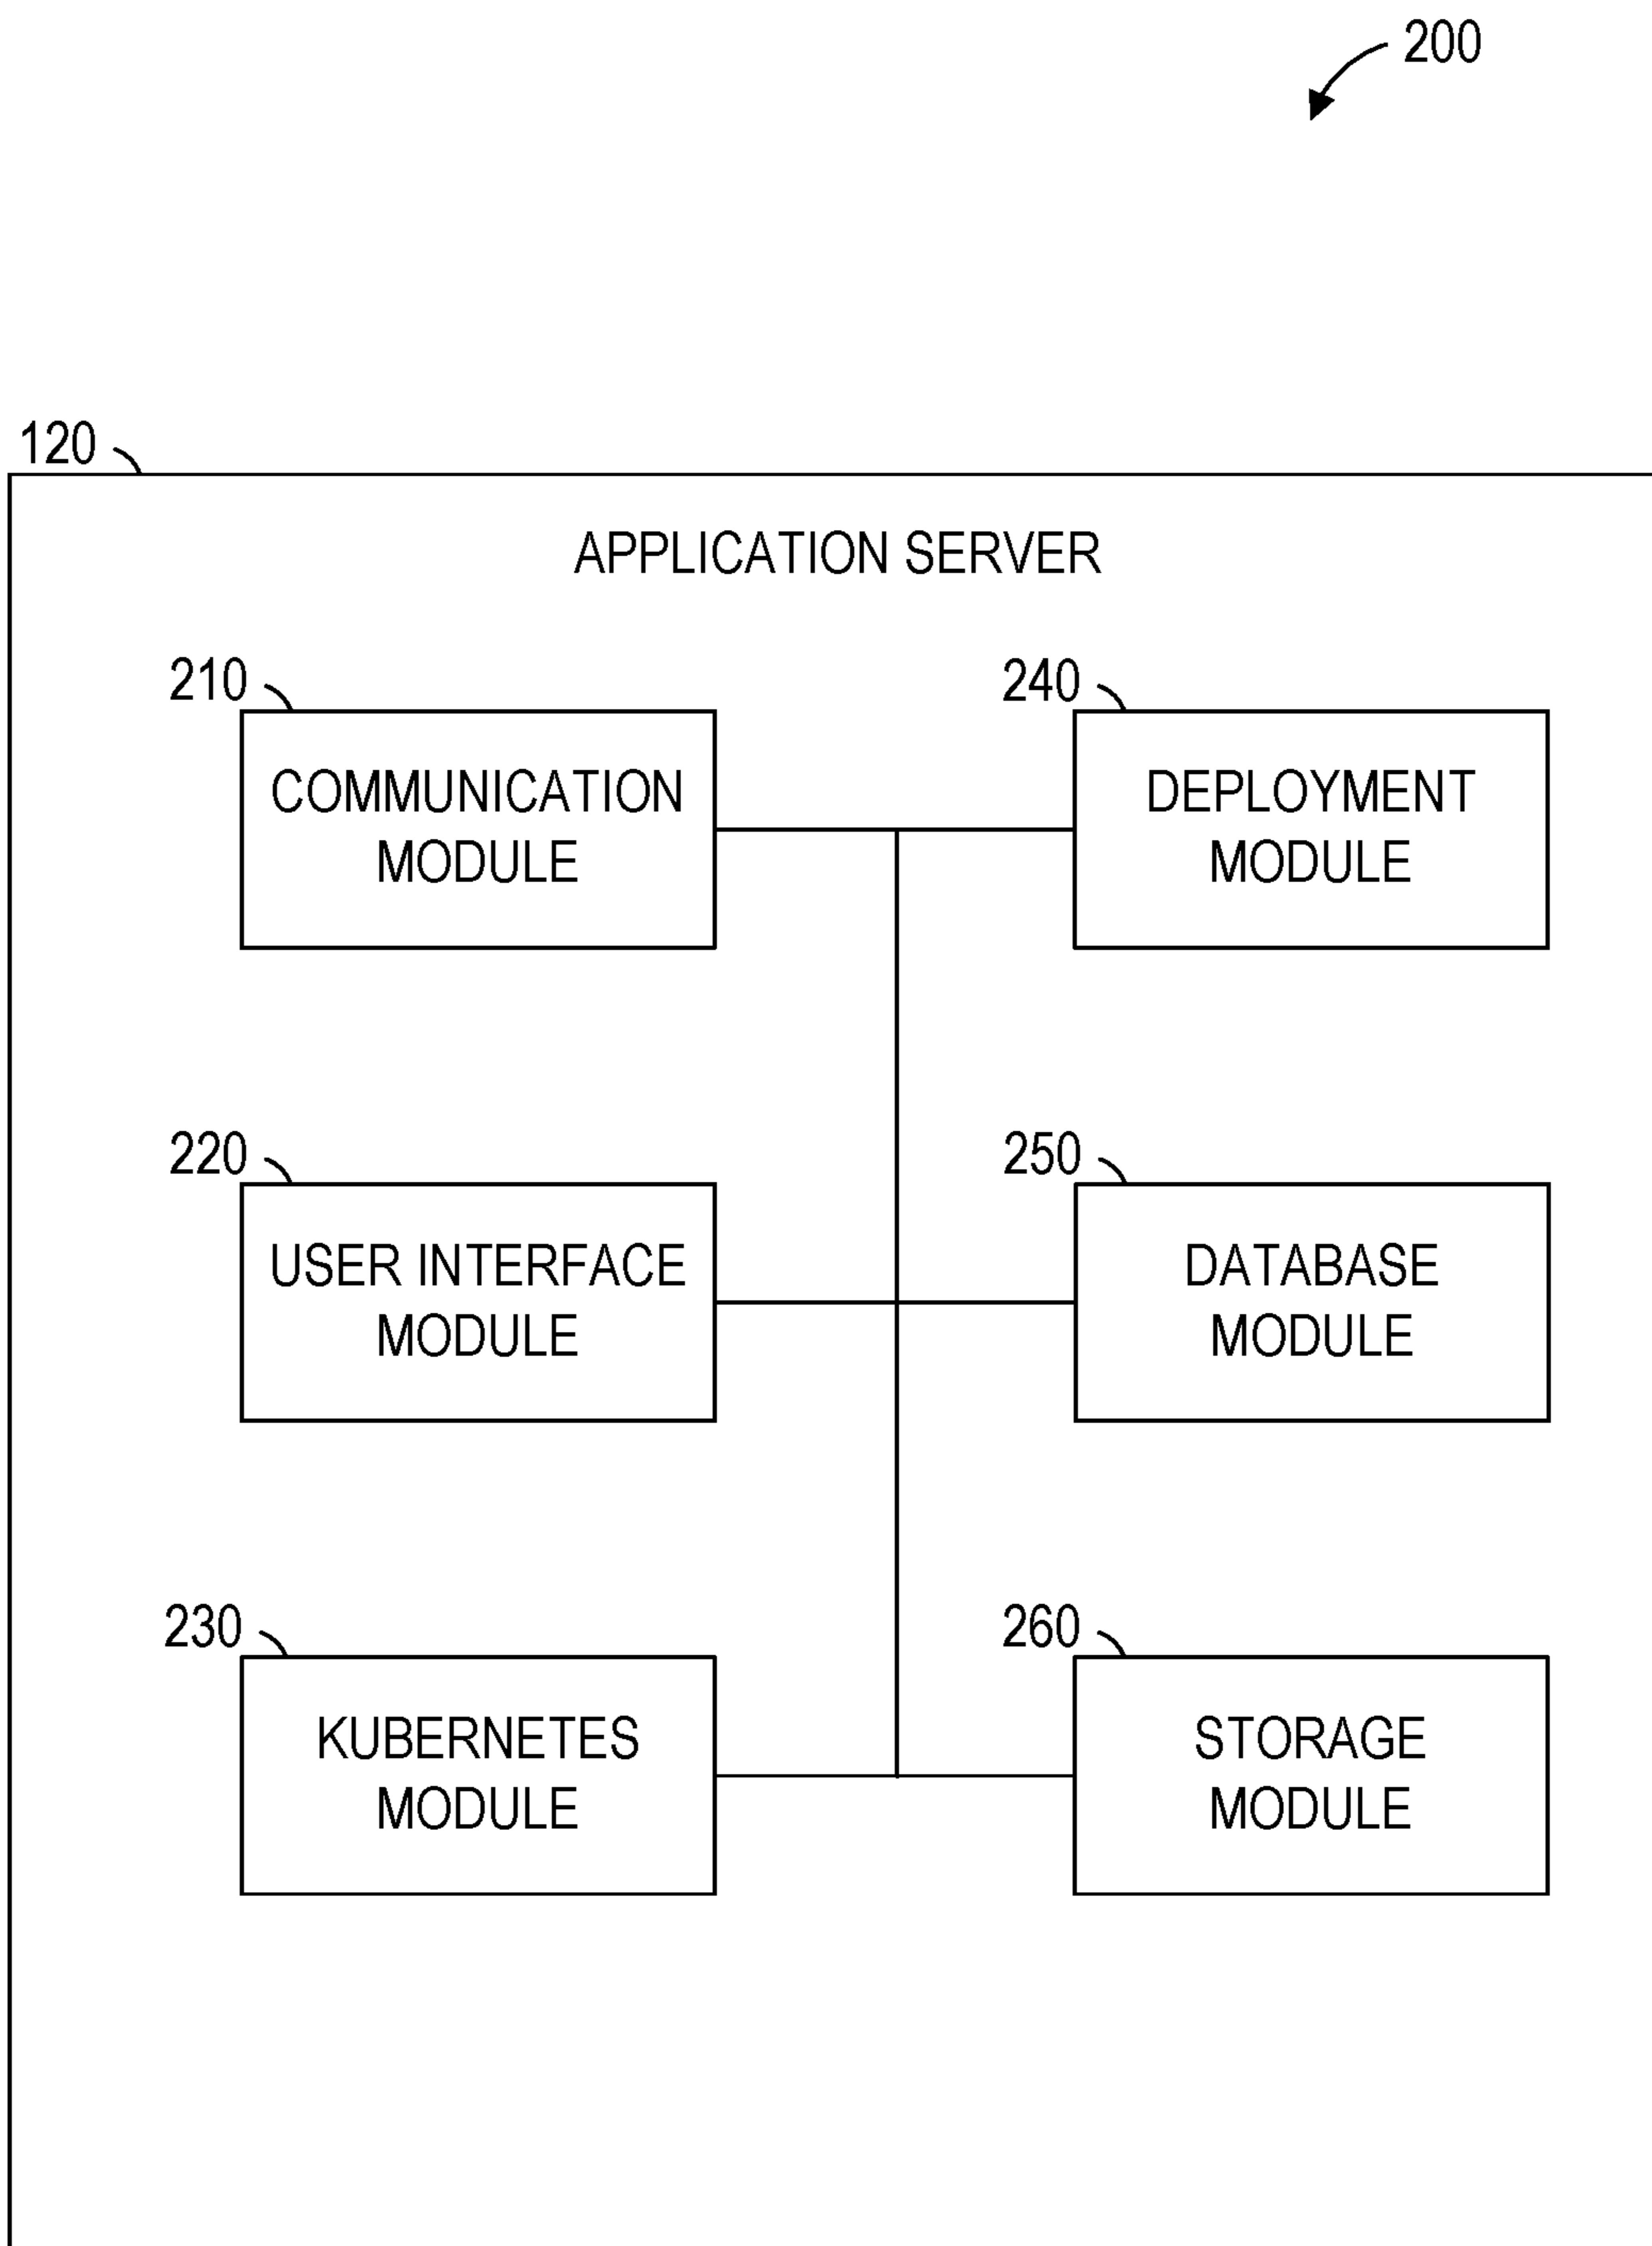 200
120
APPLICATION SERVER
210
COMMUNICATION
MODULE
240
DEPLOYMENT
MODULE
220
USER INTERFACE
MODULE
250
DATABASE
MODULE
230
KUBERNETES
MODULE
260
STORAGE
MODULE